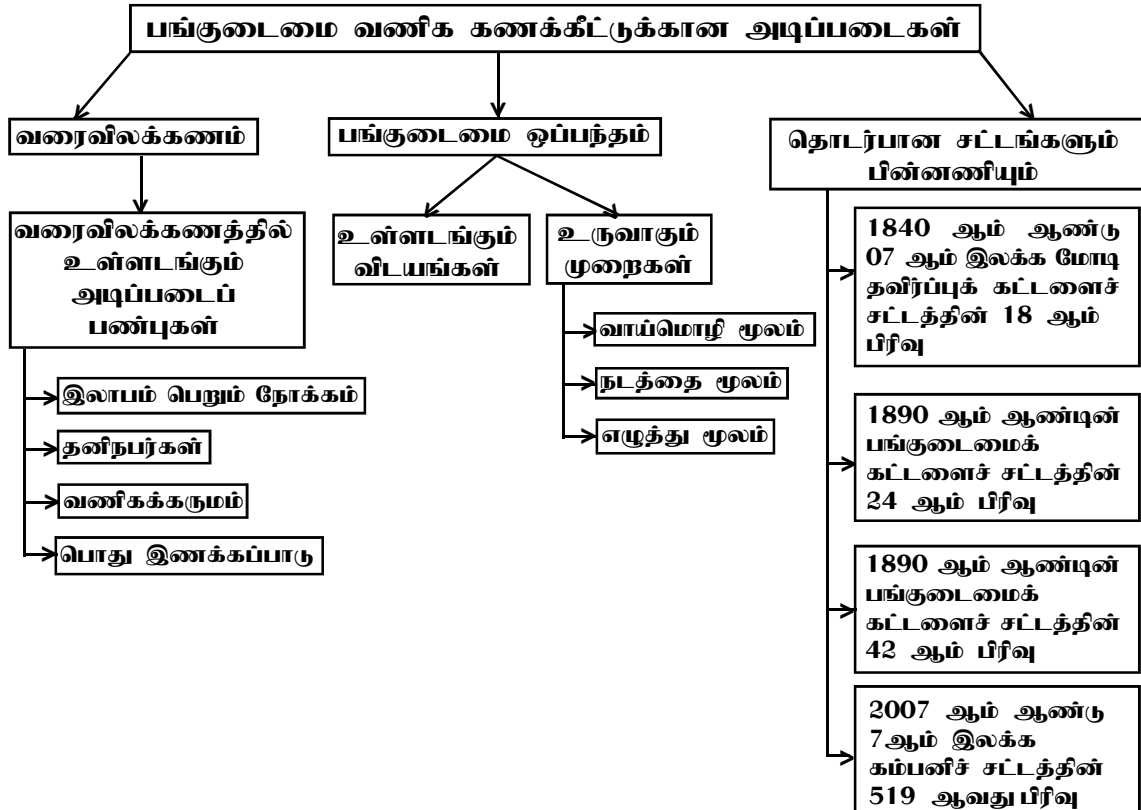 பங்குடைமை வணிக கணக்கீட்டுக்கான அடிப்படைகள்
வரைவிலக்கணம்
பங்குடைமை ஒப்பந்தம்
தொடர்பான சட்டங்களும்
பின்னணியும்
வரைவிலக்கணத்தில்
உள்ளடங்கும்
அடிப்படைப்
பண்புகள்
இலாபம் பெறும் நோக்கம்
தனிநபர்கள்
வணிகக்கருமம்
பொது இணக்கப்பாடு
உள்ளடங்கும்
விடயங்கள்
உருவாகும்
முறைகள்
வாய்மொழி மூலம்
நடத்தை மூலம்
எழுத்து மூலம்
1840 ஆம் ஆண்டு
07 ஆம் இலக்க மோடி
தவிர்ப்புக் கட்டளைச்
சட்டத்தின் 18 ஆம்
பிரிவு
1890 ஆம் ஆண்டின்
பங்குடைமைக்
கட்டளைச் சட்டத்தின்
24 ஆம் பிரிவு
1890 ஆம் ஆண்டின்
பங்குடைமைக்
கட்டளைச் சட்டத்தின்
42 ஆம் பிரிவு
2007 ஆம் ஆண்டு
7ஆம் இலக்க
கம்பனிச் சட்டத்தின்
519 ஆவது பிரிவு